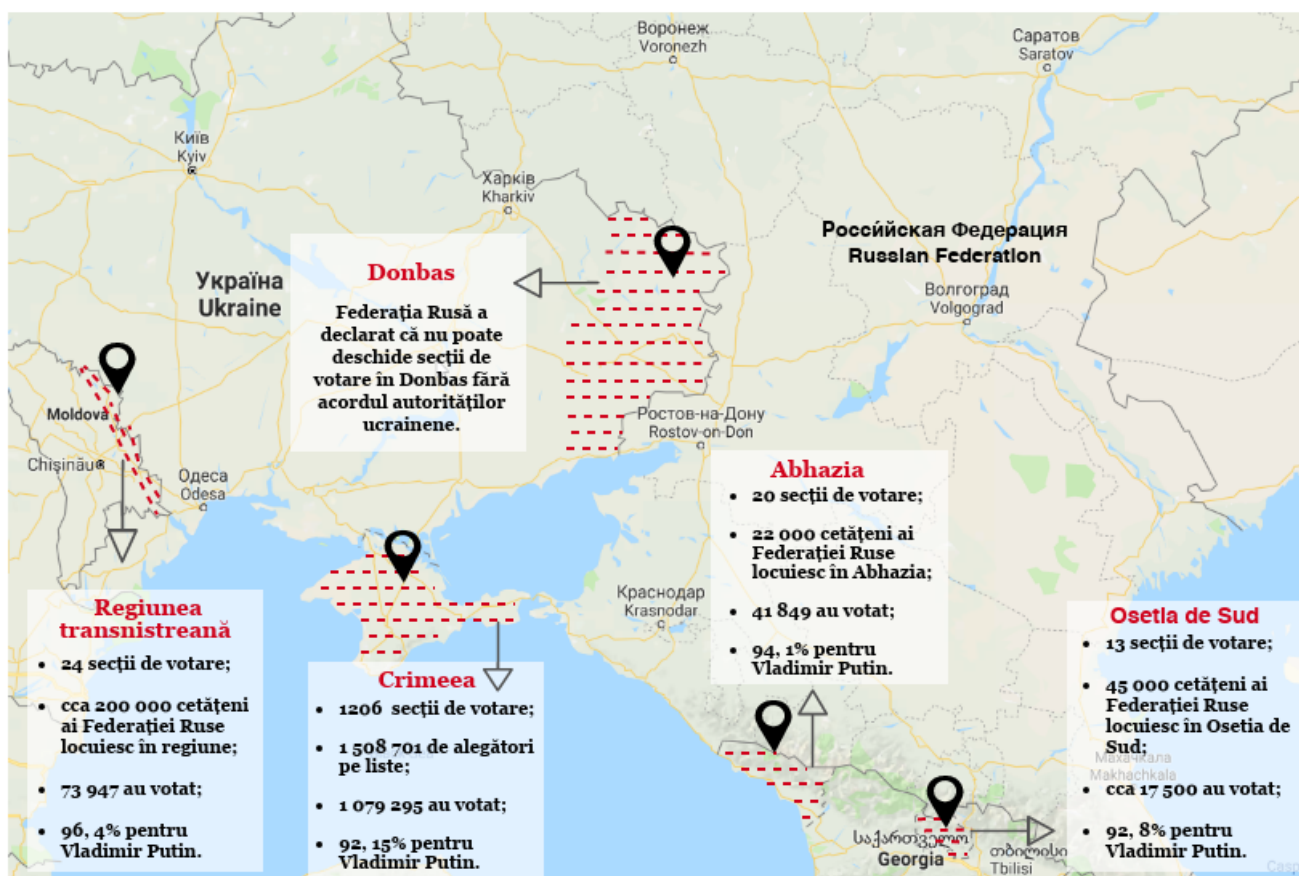 Воронеж
Voronezh
Саратов
Saratov
Київ
Kyiv
Харків
Kharkiv
Росси́йская Федерация
Russian Federation
Україна
Ukraine
Волгоград
Volgograd
Donbas
Federația Rusă a
declarat că nu poate
deschide secții de
votare în Donbas fără
acordul autorităților
ucrainene.
Moldova
Chișinău
Одеса
Odesa
Ростов-на-Дону
Rostov-on-Don
Abhazia
• 20 secții de votare;
• 22 000 cetățeni ai
Federației Ruse
locuiesc în Abhazia;
• 41 849 au votat;
• 94, 1% pentru
Vladimir Putin.
Краснодар
Krasnodar
Regiunea
transnistreană
• 24 secții de votare;
• cca 200 000 cetățeni
ai Federației Ruse
locuiesc în regiune;
• 73 947 au votat;
• 96, 4% pentru
Vladimir Putin.
Crimeea
• 1206 secții de votare;
• 1 508 701 de alegători
pe liste;
• 1 079 295 au votat;
• 92, 15% pentru
Vladimir Putin.
Osetia de Sud
• 13 secții de votare;
• 45 000 cetățeni ai
Federației Ruse
locuiesc în Osetia de
Sud;
• cca 17 500 au votat;
• 92, 8% pentru
Vladimir Putin.
Махачкала
Makhachkala
საქართველო
Georgia
თბილისი
Tbilisi
Casp